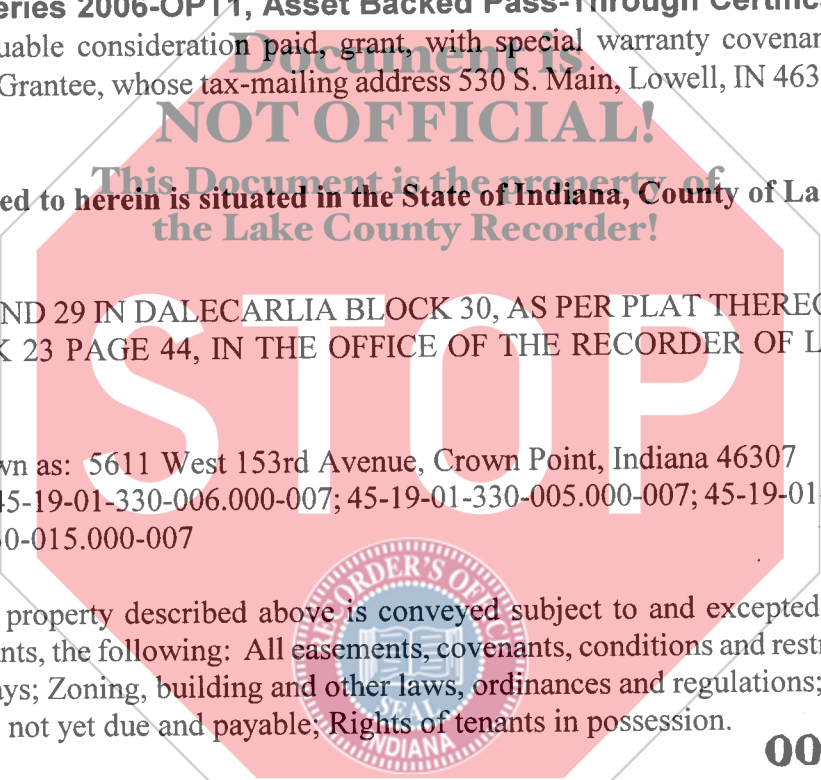 eries 2006-OPT1, Asset Backed Pass-Through Certific
uable consideration paid, grant, with special warranty covenar
Document is
Grantee, whose tax-mailing address 530 S. Main, Lowell, IN 463
NOT OFFICIAL!
This Document is the property of
ed to herein is situated in the State of Indiana, County of La
the Lake County Recorder!
ND 29 IN DALECARLIA BLOCK 30, AS PER PLAT THEREO
K 23 PAGE 44, IN THE OFFICE OF THE RECORDER OF L
STOP
wn as: 5611 West 153rd Avenue, Crown Point, Indiana 46307
45-19-01-330-006.000-007; 45-19-01-330-005.000-007; 45-19-01-
0-015.000-007
RECORDER'S OFFICE
property described above is conveyed subject to and excepted
nts, the following: All easements, covenants, conditions and restr
ays; Zoning, building and other laws, ordinances and regulations;
SEAL
not yet due and payable; Rights of tenants in possession.
INDIANA
00